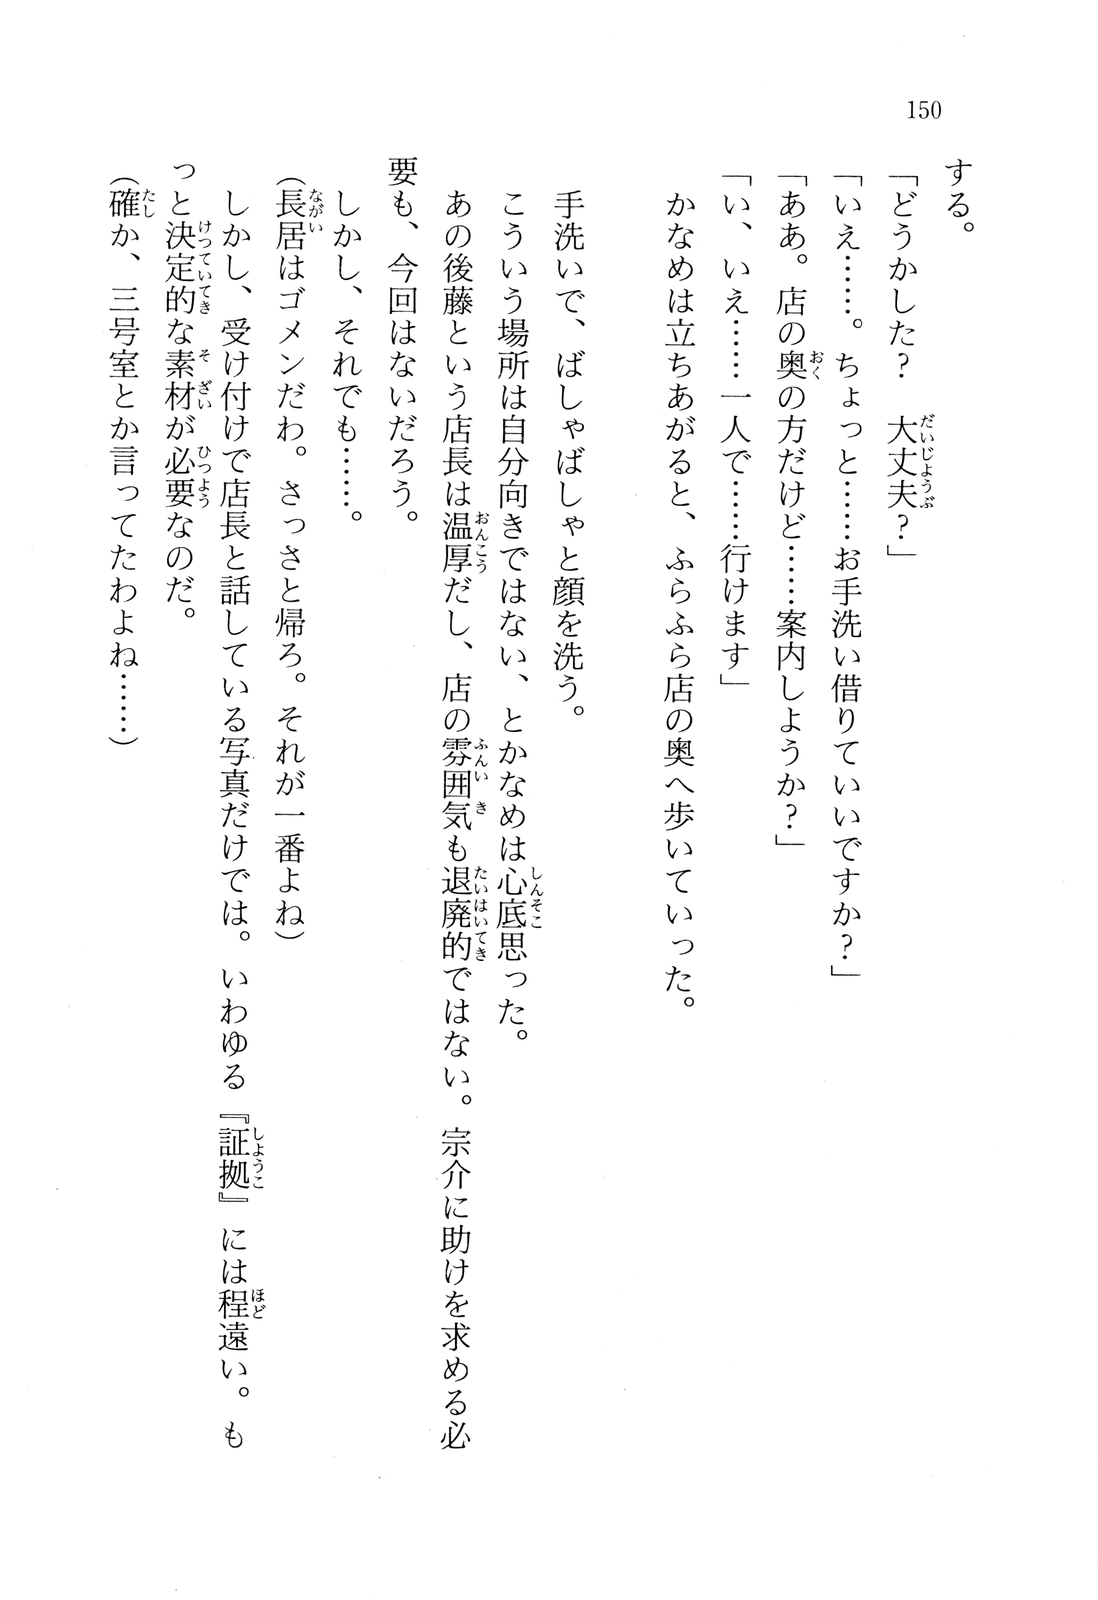 150
する。
「どうかした？　大丈夫？」
「いえ……。ちょっと……お手洗い借りていいですか？」
「ああ。店の奥の方だけど……案内しようか？」
「い、いえ……一人で……行けます」
かなめは立ちあがると、ふらふら店の奥へ歩いていった。
手洗いで、ばしゃばしゃと顔を洗う。
こういう場所は自分向きではない、とかなめは心底思った。
あの後藤という店長は温厚だし、店の雰囲気も退廃的ではない。宗介に助けを求める必
要も、今回はないだろう。
しかし、それでも……。
（長居はゴメンだわ。さっさと帰ろ。それが一番よね）
しかし、受け付けで店長と話している写真だけでは。いわゆる『証拠』には程遠い。も
っと決定的な素材が必要なのだ。
（確か、三号室とか言ってたわよね……）